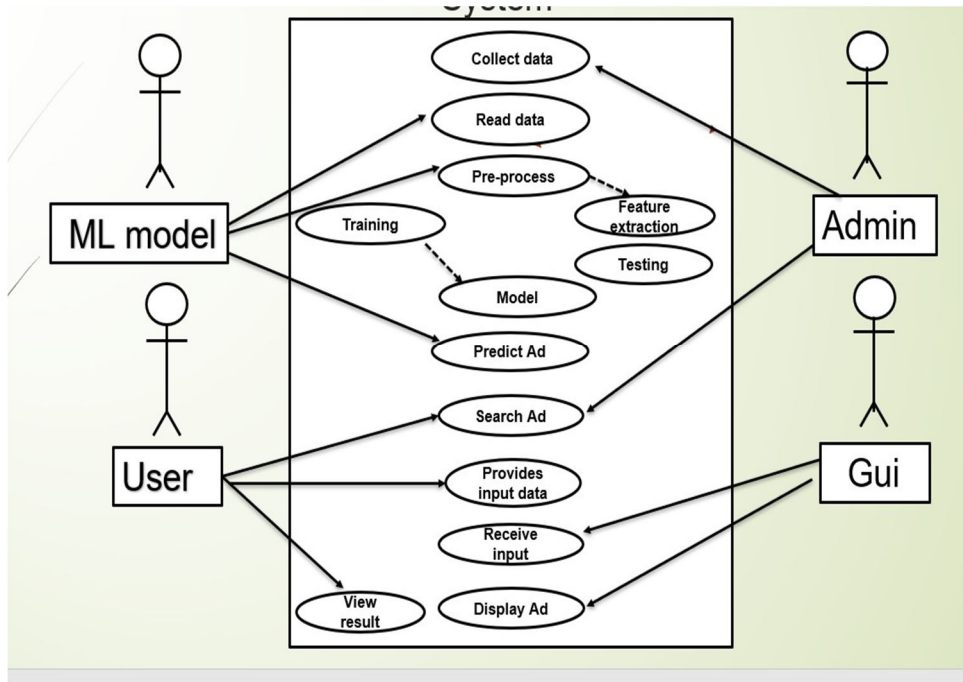 System
Collect data
Read data
Pre-process
Feature
extraction
Training
Testing
Model
Predict Ad
Search Ad
Provides
input data
Receive
input
View
result
Display Ad
ML model
User
Admin
Gui